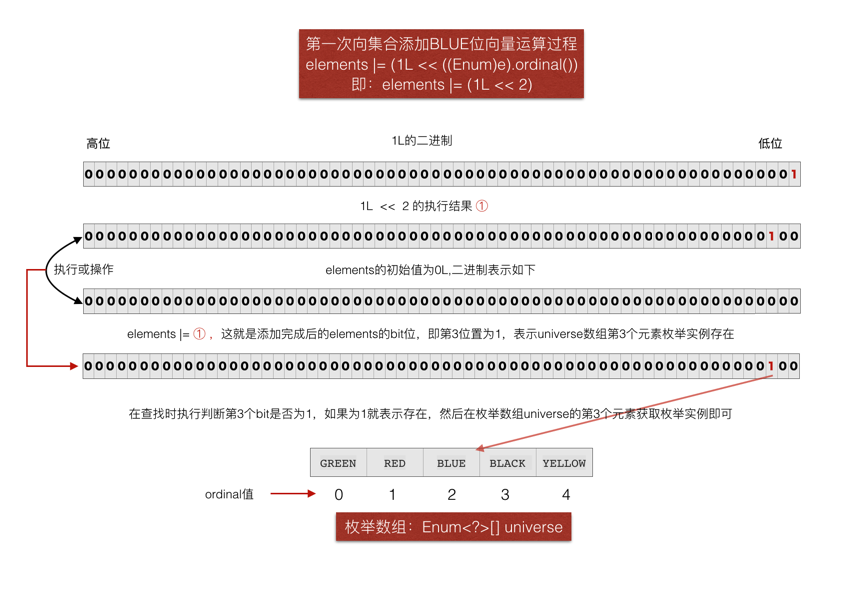 第一次向集合添加BLUE位向量运算过程
elements |= (1L << ((Enum)e).ordinal())
即：elements |= (1L << 2)
高位 1L的二进制 低位
0000000000000000000000000000000000000000000000000000000000000001
1L << 2 的执行结果 ①
0000000000000000000000000000000000000000000000000000000000000100
执行或操作 elements的初始值为0L,二进制表示如下
0000000000000000000000000000000000000000000000000000000000000000
elements |= ① ，这就是添加完成后的elements的bit位，即第3位置为1，表示universe数组第3个元素枚举实例存在
0000000000000000000000000000000000000000000000000000000000000100
在查找时执行判断第3个bit是否为1，如果为1就表示存在，然后在枚举数组universe的第3个元素获取枚举实例即可
GREEN RED BLUE BLACK YELLOW
ordinal值 0 1 2 3 4
枚举数组：Enum<?>[] universe